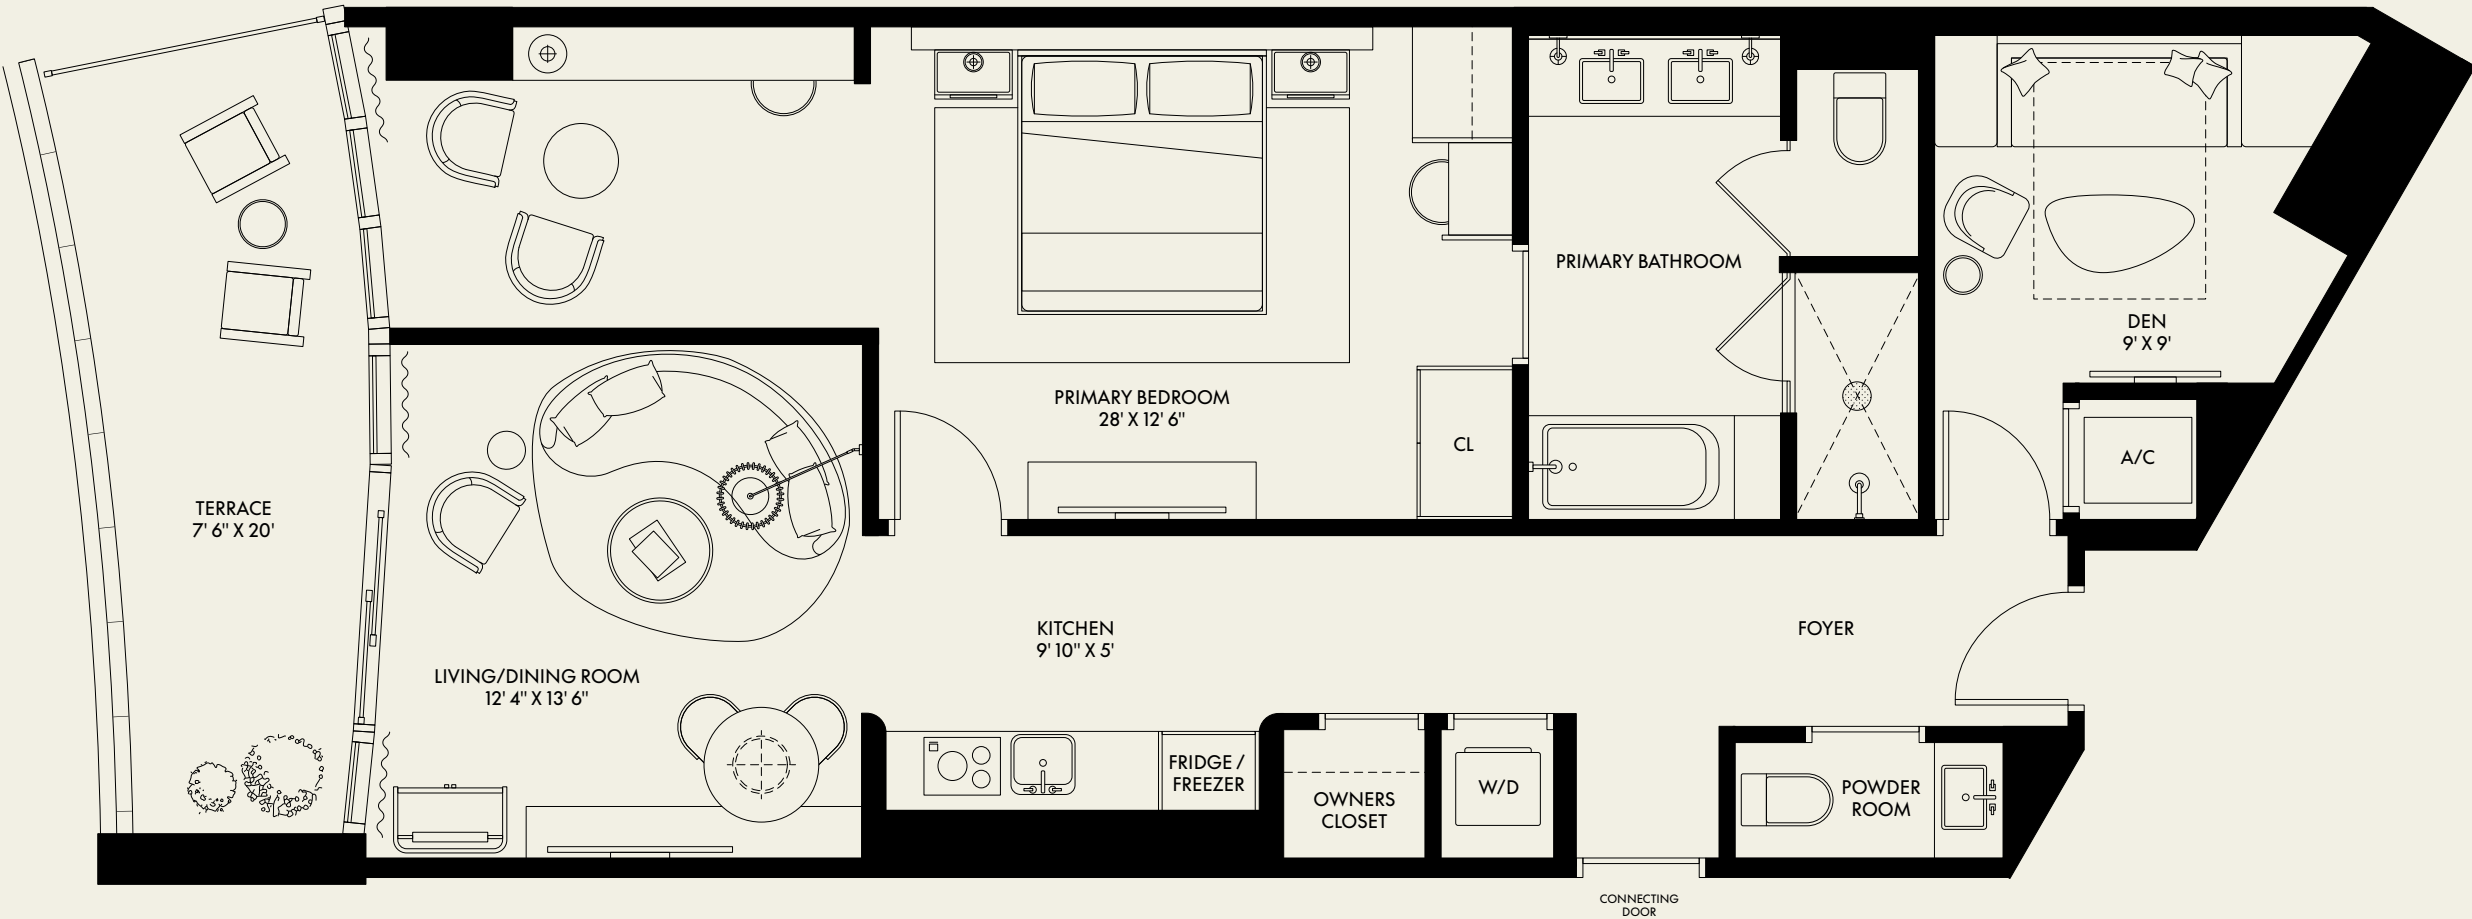 PRIMARY BATHROOM
DEN
9' X 9'
PRIMARY BEDROOM
28' X 12' 6"
CL
A/C
TERRACE
7' 6" X 20'
KITCHEN
9' 10" X 5'
FOYER
LIVING/DINING ROOM
12' 4" X 13' 6"
FRIDGE /
FREEZER
OWNERS
CLOSET
W/D
POWDER
ROOM
CONNECTING
DOOR